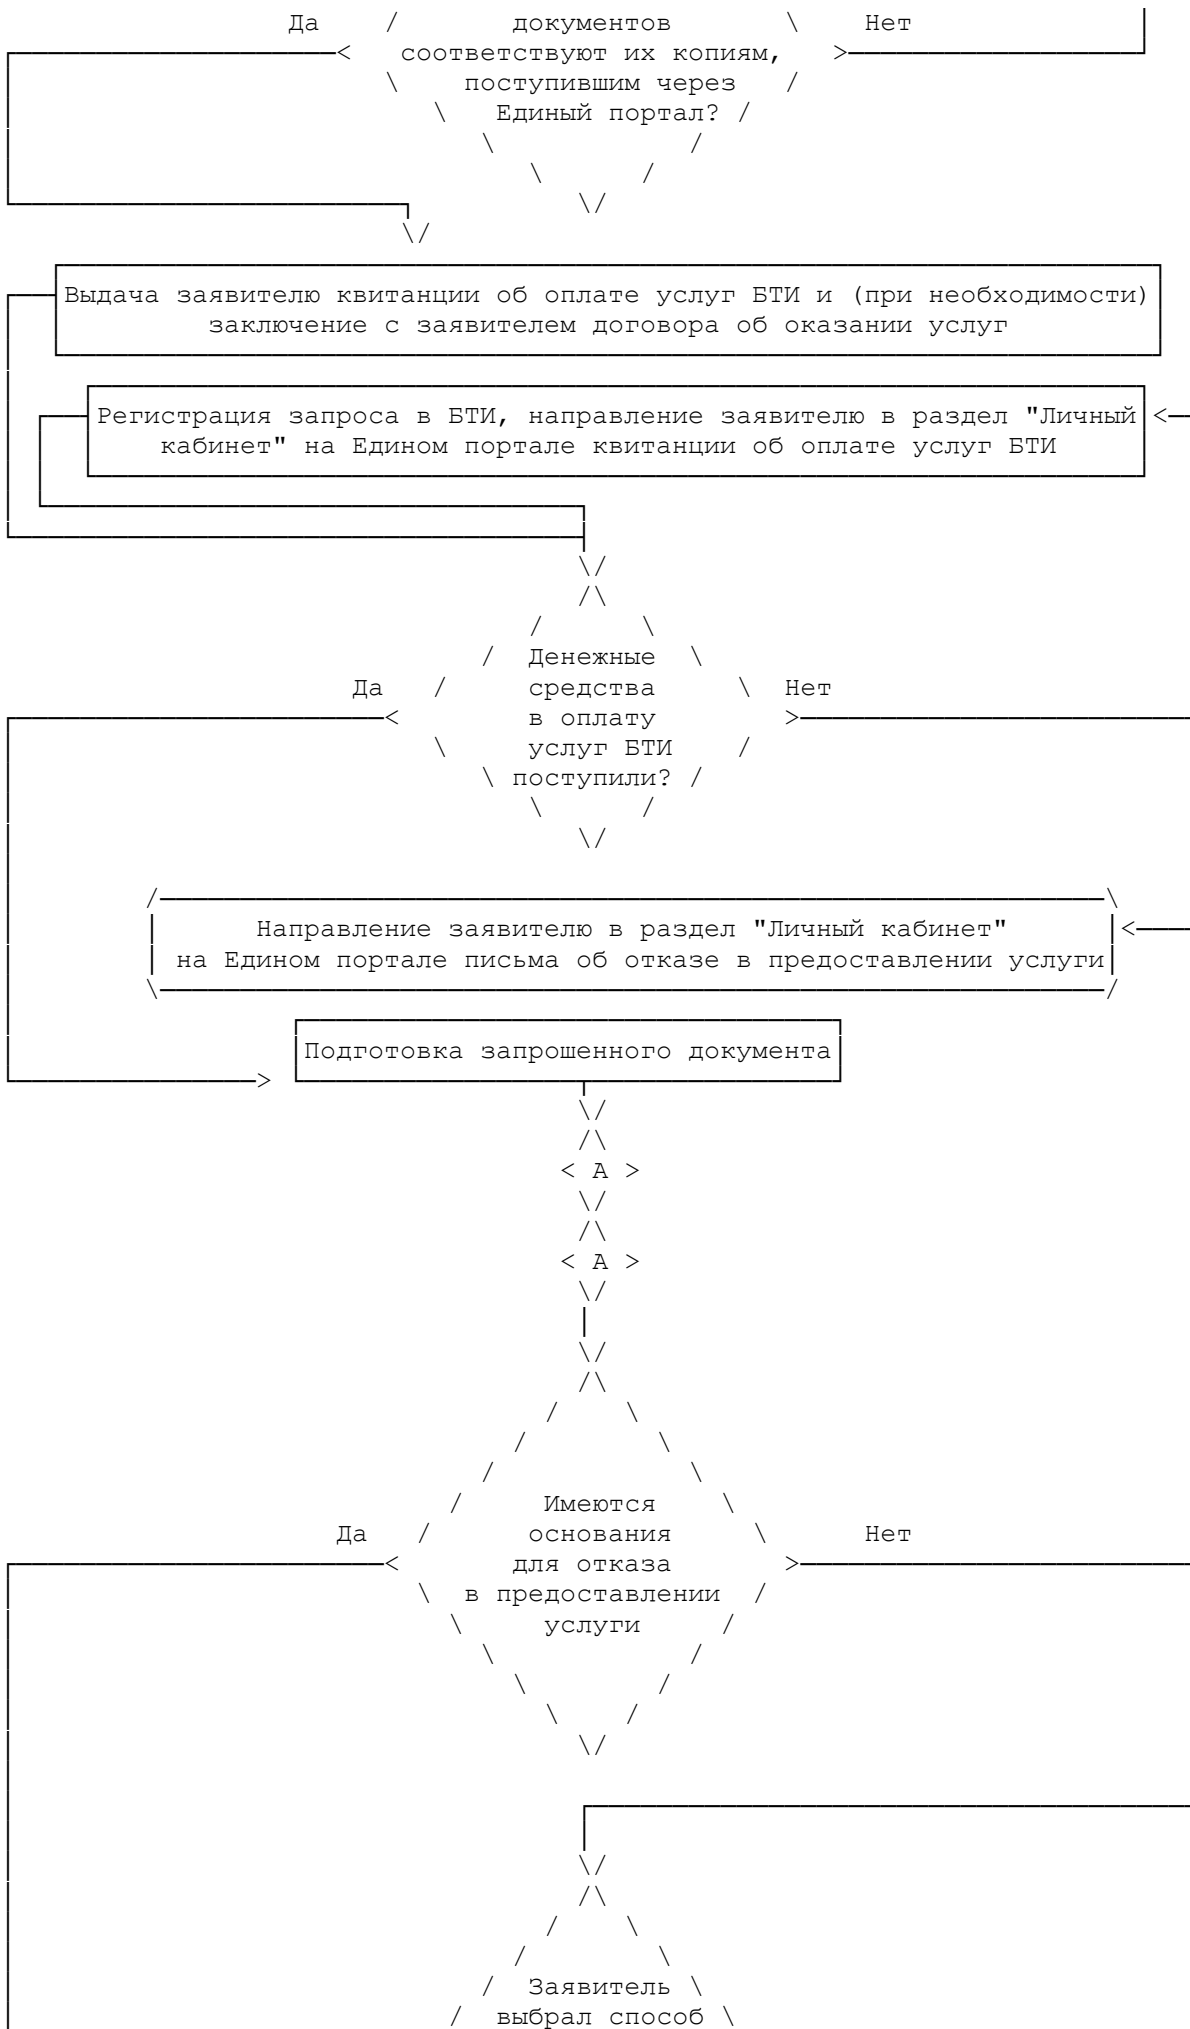 Да документов Нет
соответствуют их копиям,
поступившим через
Единый портал?
Выдача заявителю квитанции об оплате услуг БТИ и (при необходимости)
заключение с заявителем договора об оказании услуг
Регистрация запроса в БТИ, направление заявителю в раздел "Личный
кабинет" на Едином портале квитанции об оплате услуг БТИ
Денежные
Да средства Нет
в оплату
услуг БТИ
поступили?
Направление заявителю в раздел "Личный кабинет"
на Едином портале письма об отказе в предоставлении услуги
Подготовка запрошенного документа
А
А
Имеются
Да основания Нет
для отказа
в предоставлении
услуги
Заявитель
выбрал способ